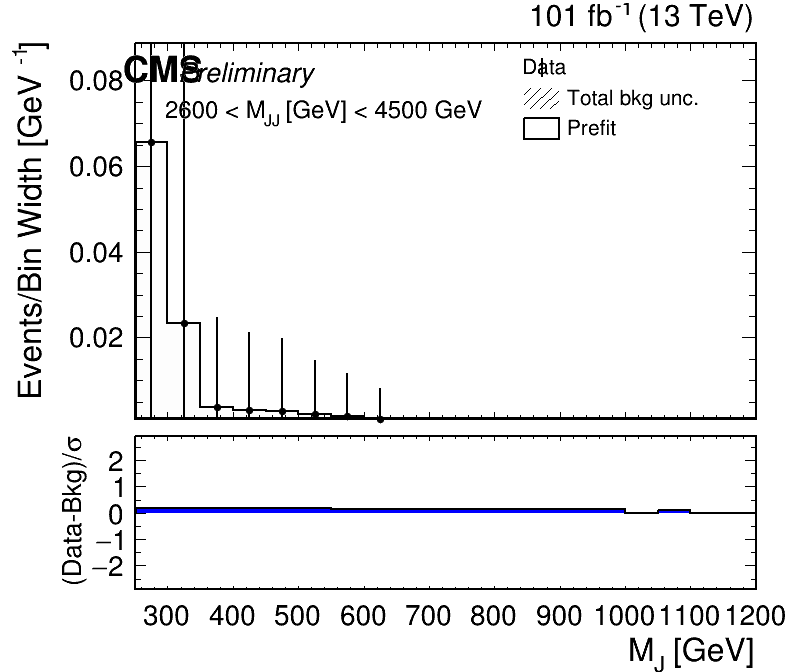 101 fb⁻¹ (13 TeV)
Events/Bin Width [GeV⁻¹]
0.08
0.06
0.04
0.02
CMS Preliminary
2600 < M_JJ [GeV] < 4500 GeV
Data
Total bkg unc.
Prefit
(Data-Bkg)/σ
2
1
0
−1
−2
300 400 500 600 700 800 900 1000 1100 1200
M_J [GeV]